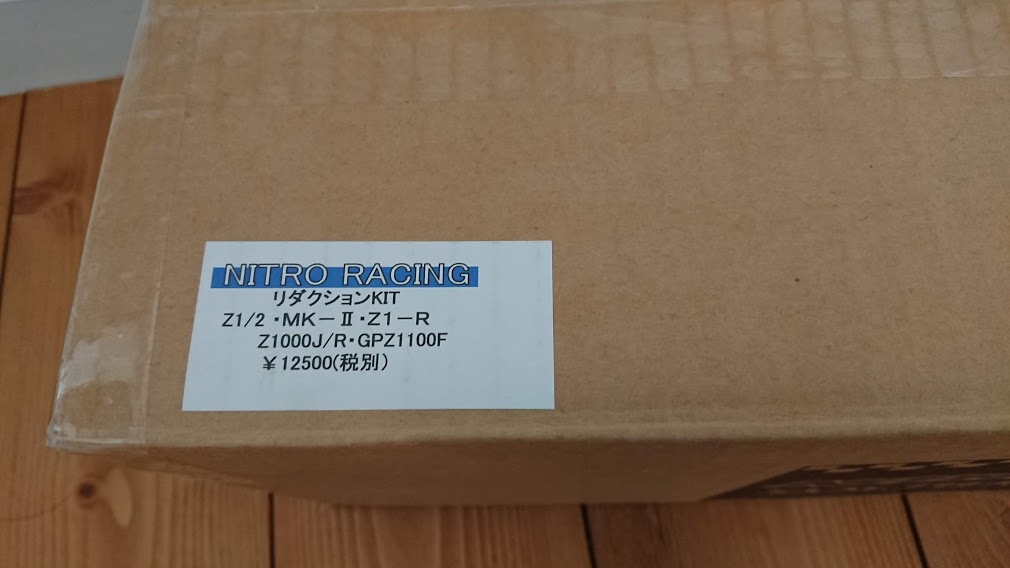 NITRO RACING
リダクションKIT
Z1/2・MK－Ⅱ・Z1－R
Z1000J/R・GPZ1100F
￥12500(税別)